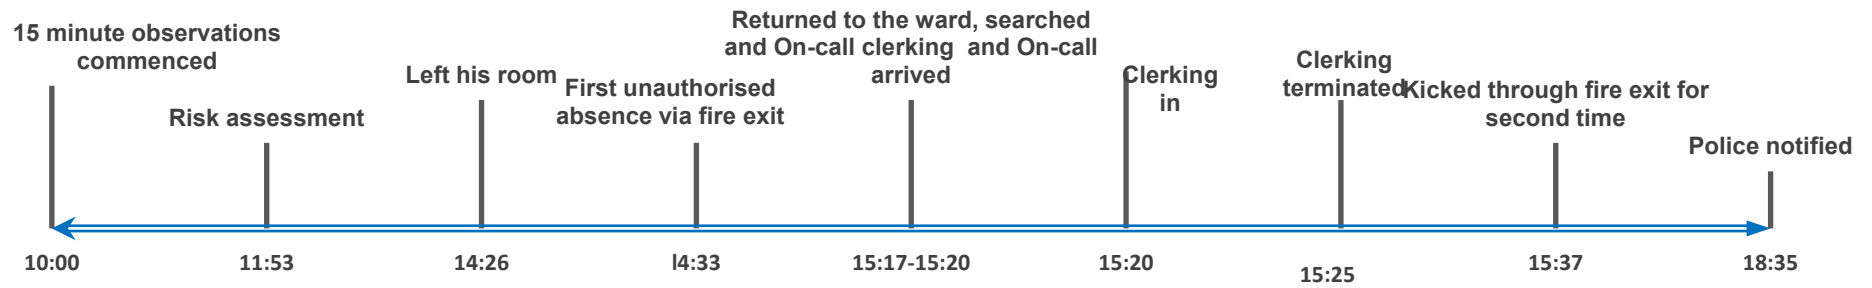 15 minute observations
commenced
Risk assessment
Left his room
First unauthorised
absence via fire exit
Returned to the ward, searched
and On-call clerking and On-call
arrived
Clerking
in
Clerking
terminated
Kicked through fire exit for
second time
Police notified
10:00
11:53
14:26
l4:33
15:17-15:20
15:20
15:25
15:37
18:35